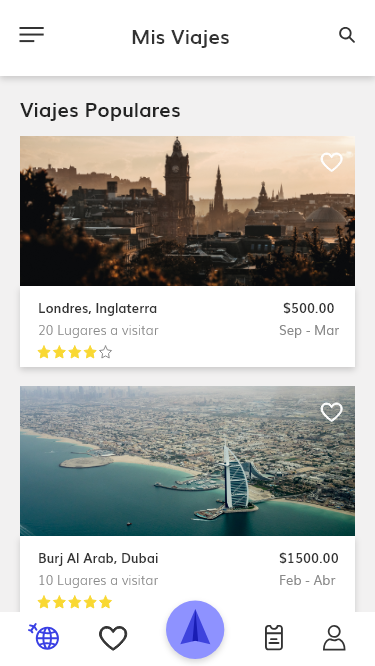 Mis Viajes
Viajes Populares
Londres, Inglaterra $500.00
20 Lugares a visitar Sep - Mar
Burj Al Arab, Dubai $1500.00
10 Lugares a visitar Feb - Abr